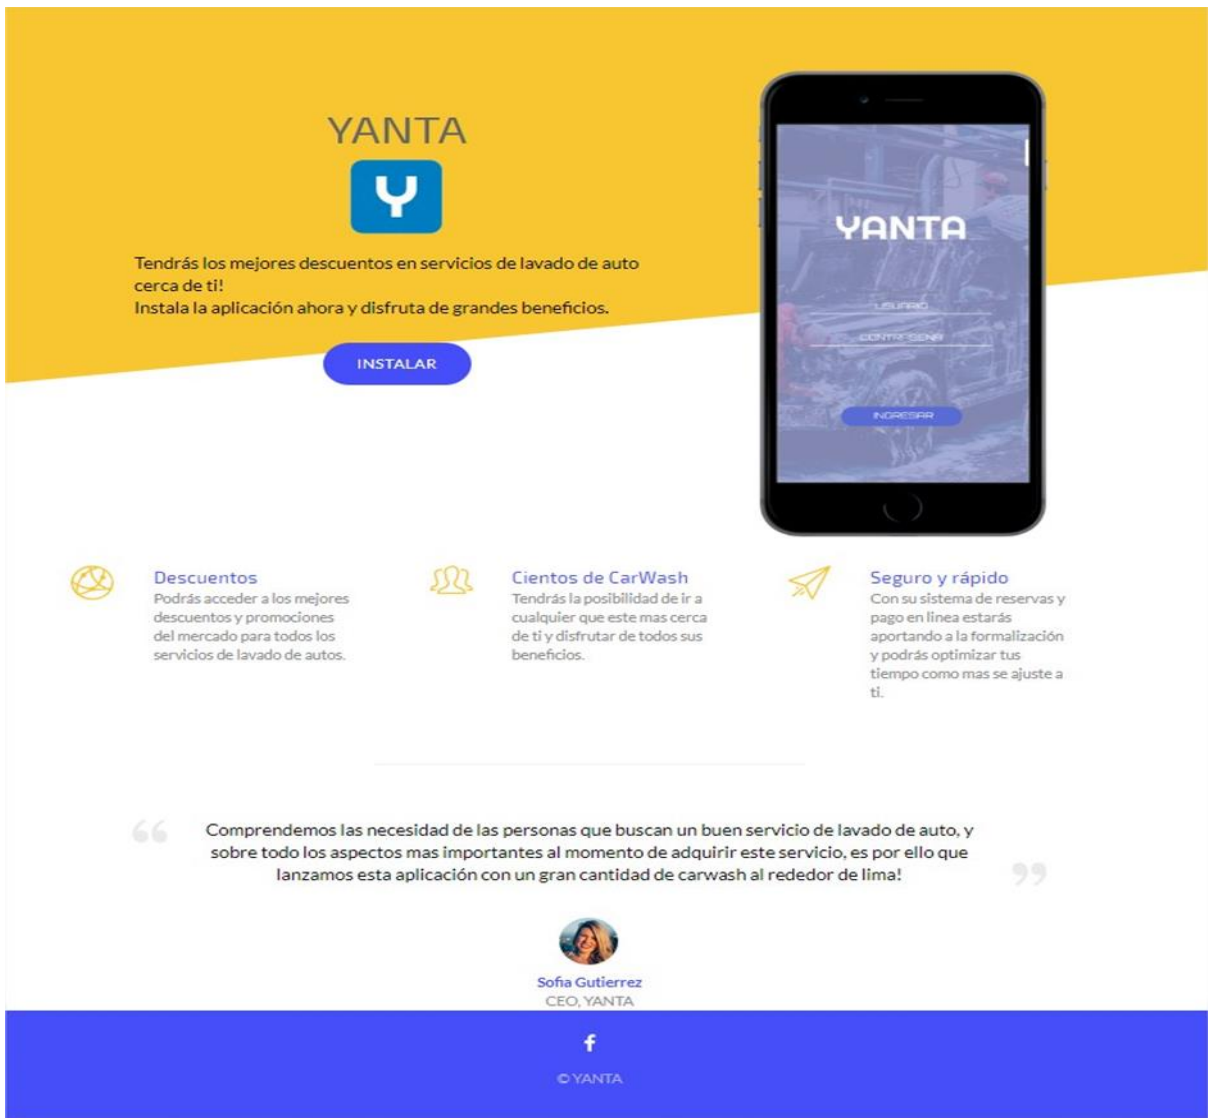 YANTA
Y
Tendrás los mejores descuentos en servicios de lavado de auto
cerca de ti!
Instala la aplicación ahora y disfruta de grandes beneficios.
INSTALAR
YANTA
USUARIO
CONTRASEÑA
INGRESAR
Descuentos
Podrás acceder a los mejores
descuentos y promociones
del mercado para todos los
servicios de lavado de autos.
Cientos de CarWash
Tendrás la posibilidad de ir a
cualquier que este mas cerca
de ti y disfrutar de todos sus
beneficios.
Seguro y rápido
Con su sistema de reservas y
pago en linea estarás
aportando a la formalización
y podrás optimizar tus
tiempo como mas se ajuste a
ti.
“ Comprendemos las necesidad de las personas que buscan un buen servicio de lavado de auto, y
sobre todo los aspectos mas importantes al momento de adquirir este servicio, es por ello que
lanzamos esta aplicación con un gran cantidad de carwash al rededor de lima! ”
Sofia Gutierrez
CEO, YANTA
f
© YANTA